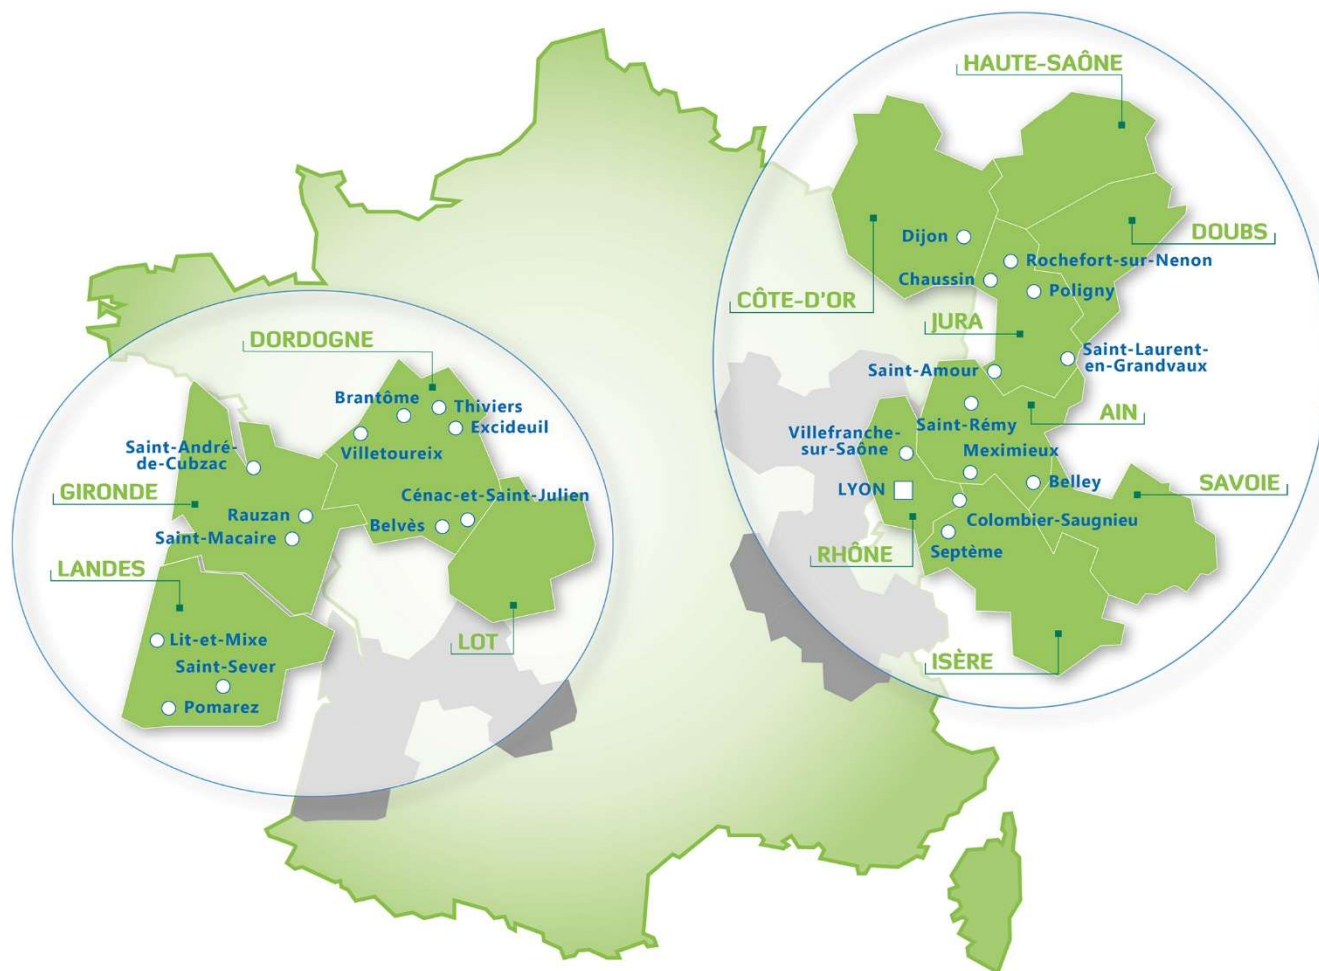 HAUTE-SAÔNE
DOUBS
Dijon
Rochefort-sur-Nenon
Chaussin
Poligny
CÔTE-D'OR
JURA
Saint-Laurent-
en-Grandvaux
Saint-Amour
AIN
Saint-Rémy
Villefranche-
sur-Saône
Meximieux
LYON
Belley
SAVOIE
Colombier-Saugnieu
Septème
RHÔNE
ISÈRE
DORDOGNE
Brantôme
Thiviers
Excideuil
Villetoureix
Saint-André-
de-Cubzac
GIRONDE
Cénac-et-Saint-Julien
Rauzan
Belvès
Saint-Macaire
LANDES
Lit-et-Mixe
LOT
Saint-Sever
Pomarez